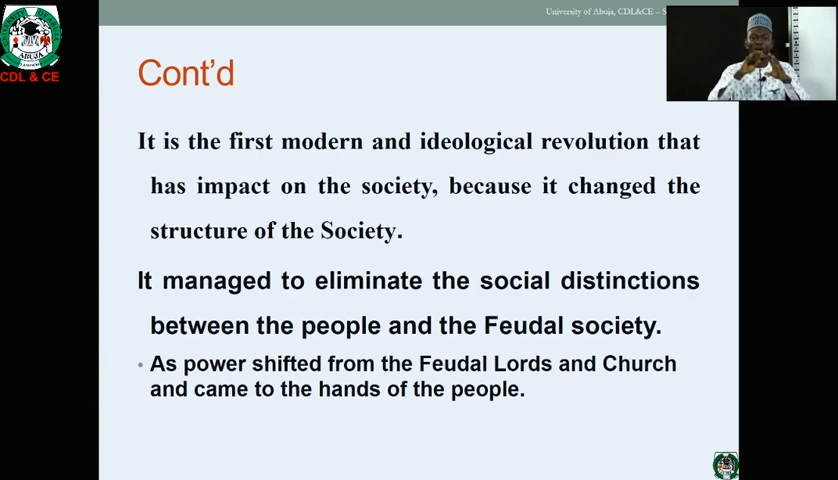 University of Abuja, CDL&CE – S
ABUJA
CDL & CE
Cont'd
It is the first modern and ideological revolution that
has impact on the society, because it changed the
structure of the Society.
It managed to eliminate the social distinctions
between the people and the Feudal society.
• As power shifted from the Feudal Lords and Church
and came to the hands of the people.